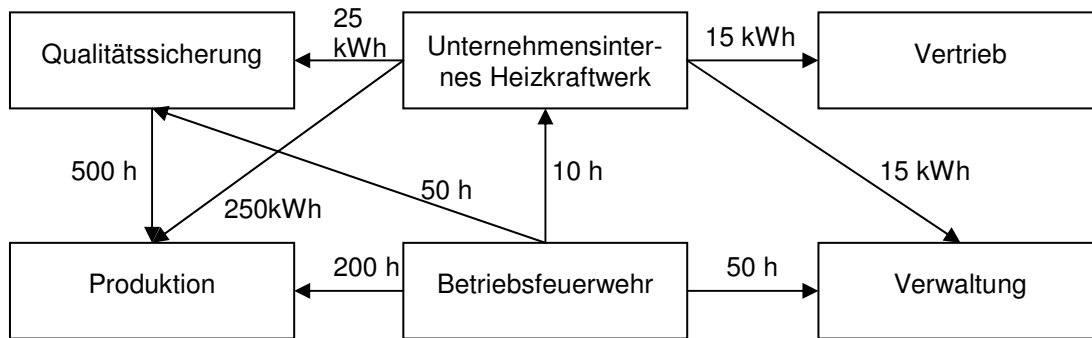 Qualitätssicherung
25
kWh
Unternehmensinter-
nes Heizkraftwerk
15 kWh
Vertrieb
500 h
250kWh
50 h
10 h
15 kWh
Produktion
200 h
Betriebsfeuerwehr
50 h
Verwaltung